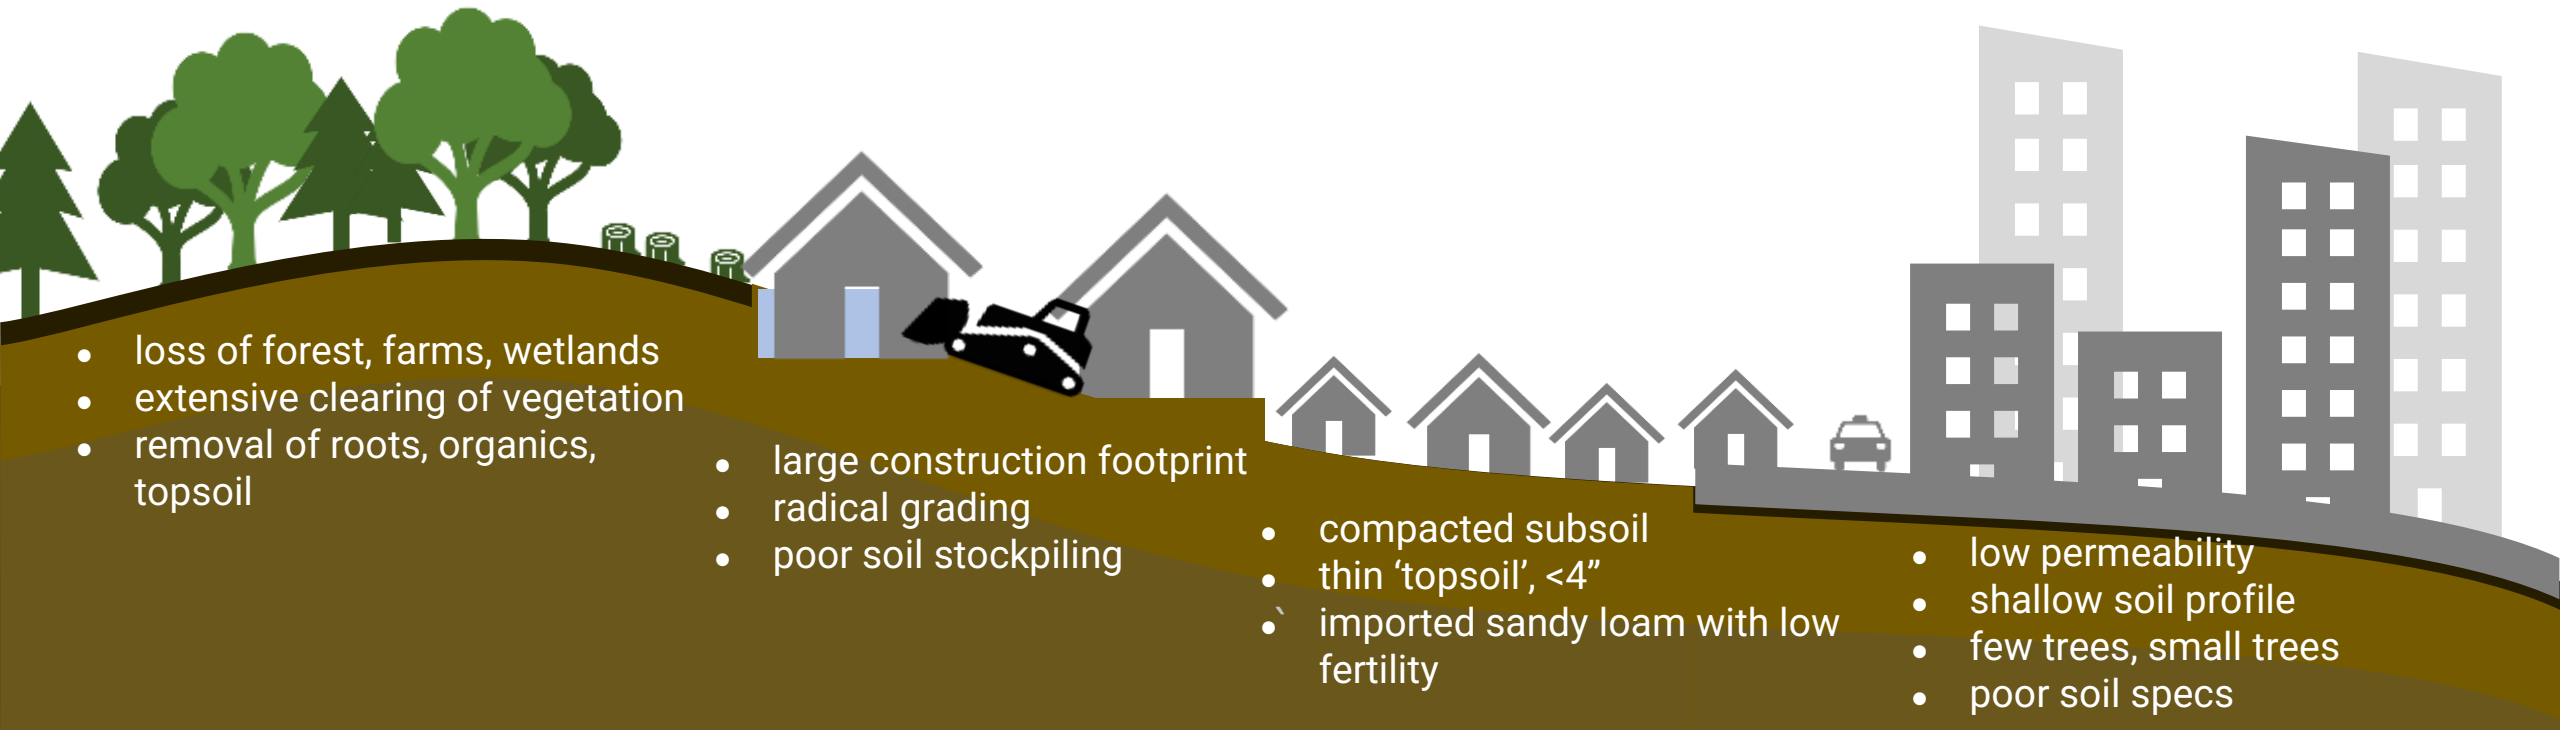 • loss of forest, farms, wetlands
• extensive clearing of vegetation
• removal of roots, organics,
topsoil
• large construction footprint
• radical grading
• poor soil stockpiling
• compacted subsoil
• thin ‘topsoil’, <4”
•` imported sandy loam with low
fertility
• low permeability
• shallow soil profile
• few trees, small trees
• poor soil specs